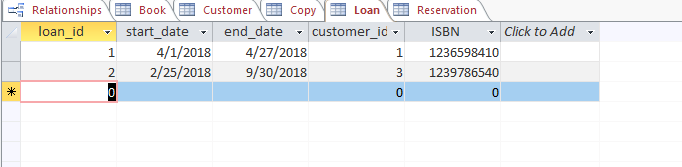 Relationships Book Customer Copy Loan Reservation
loan_id start_date end_date customer_id ISBN Click to Add
1 4/1/2018 4/27/2018 1 1236598410
2 2/25/2018 9/30/2018 3 1239786540
* 0 0 0